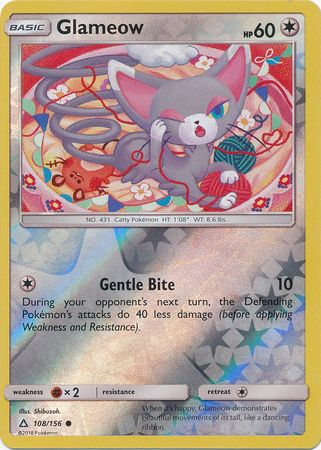 BASIC Glameow HP 60
NO. 431 Catty Pokémon HT: 1'08" WT: 8.6 lbs.
Gentle Bite 10
During your opponent's next turn, the Defending
Pokémon's attacks do 40 less damage (before applying
Weakness and Resistance).
weakness × 2 resistance retreat
Illus. Shibuzoh.
108/156
©2018 Pokémon
When it's happy, Glameow demonstrates
beautiful movements of its tail, like a dancing
ribbon.